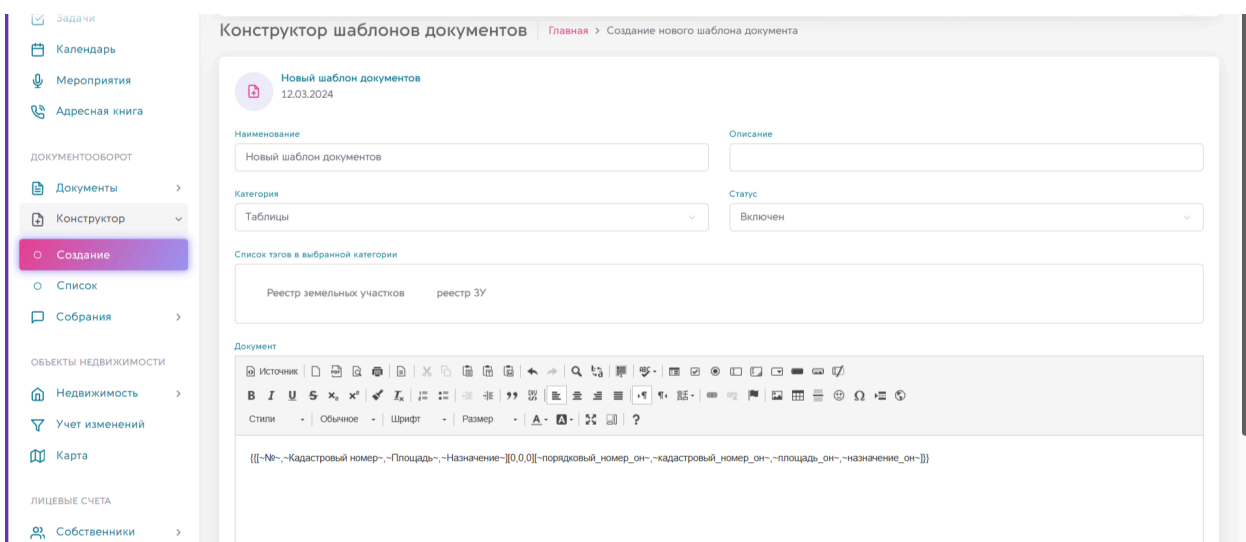 Задачи
Календарь
Мероприятия
Адресная книга
ДОКУМЕНТООБОРОТ
Документы
Конструктор
Создание
Список
Собрания
ОБЪЕКТЫ НЕДВИЖИМОСТИ
Недвижимость
Учет изменений
Карта
ЛИЦЕВЫЕ СЧЕТА
Собственники
Конструктор шаблонов документов Главная > Создание нового шаблона документа
Новый шаблон документов
12.03.2024
Наименование Описание
Новый шаблон документов
Категория Статус
Таблицы Включен
Список тэгов в выбранной категории
Реестр земельных участков реестр ЗУ
Документ
Источник
Стили Обычное Шрифт Размер
{{[~№~,~Кадастровый номер~,~Площадь~,~Назначение~][0,0,0][~порядковый_номер_он~,~кадастровый_номер_он~,~площадь_он~,~назначение_он~]}}